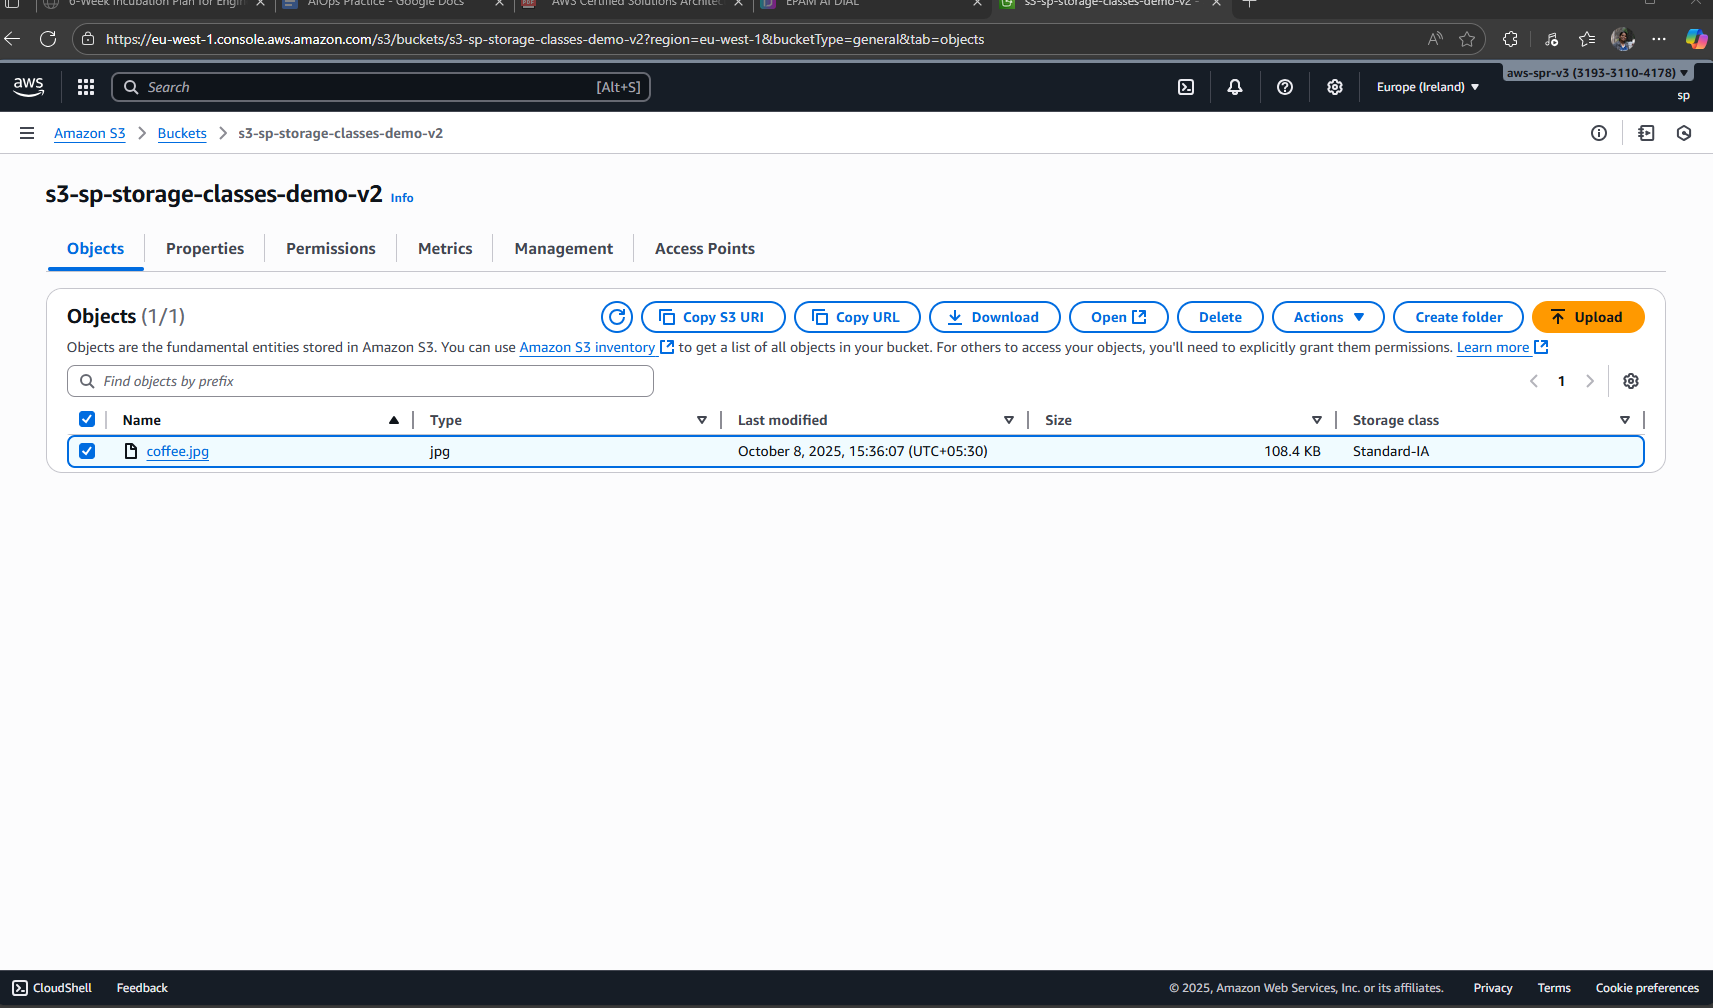 6-Week Incubation Plan for Engin
AIOps Practice - Google Docs
AWS Certified Solutions Architec
EPAM AI DIAL
s3-sp-storage-classes-demo-v2 -
https://eu-west-1.console.aws.amazon.com/s3/buckets/s3-sp-storage-classes-demo-v2?region=eu-west-1&bucketType=general&tab=objects
aws
Search
[Alt+S]
Europe (Ireland)
aws-spr-v3 (3193-3110-4178)
sp
Amazon S3
Buckets
s3-sp-storage-classes-demo-v2
s3-sp-storage-classes-demo-v2 Info
Objects
Properties
Permissions
Metrics
Management
Access Points
Objects (1/1)
Copy S3 URI
Copy URL
Download
Open
Delete
Actions
Create folder
Upload
Objects are the fundamental entities stored in Amazon S3. You can use Amazon S3 inventory to get a list of all objects in your bucket. For others to access your objects, you'll need to explicitly grant them permissions. Learn more
Find objects by prefix
1
Name
Type
Last modified
Size
Storage class
coffee.jpg
jpg
October 8, 2025, 15:36:07 (UTC+05:30)
108.4 KB
Standard-IA
CloudShell
Feedback
© 2025, Amazon Web Services, Inc. or its affiliates.
Privacy
Terms
Cookie preferences